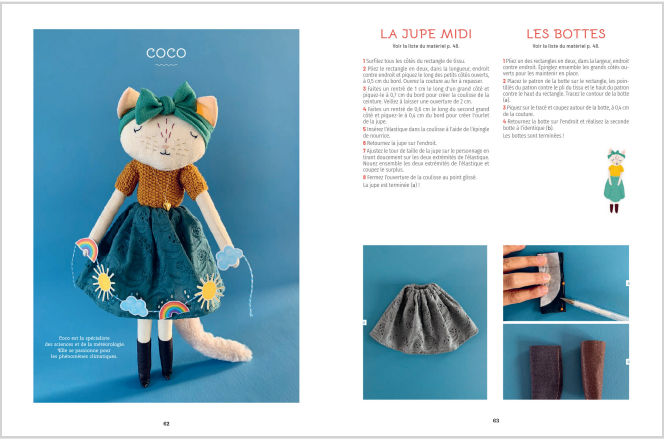 COCO
Coco est la spécialiste
des sciences et de la météorologie.
Elle se passionne pour
les phénomènes climatiques.
62
LA JUPE MIDI
Voir la liste du matériel p. 48.
1 Surfilez tous les côtés du rectangle de tissu.
2 Pliez le rectangle en deux, dans la longueur, endroit
contre endroit et piquez le long des petits côtés ouverts,
à 0,5 cm du bord. Ouvrez la couture au fer à repasser.
3 Faites un rentré de 1 cm le long d'un grand côté et
piquez-le à 0,7 cm du bord pour créer la coulisse de la
ceinture. Veillez à laisser une ouverture de 2 cm.
4 Faites un rentré de 0,6 cm le long du second grand
côté et piquez-le à 0,4 cm du bord pour créer l'ourlet
de la jupe.
5 Insérez l'élastique dans la coulisse à l'aide de l'épingle
de nourrice.
6 Retournez la jupe sur l'endroit.
7 Ajustez le tour de taille de la jupe sur le personnage en
tirant doucement sur les deux extrémités de l'élastique.
Nouez ensemble les deux extrémités de l'élastique et
coupez le surplus.
8 Fermez l'ouverture de la coulisse au point glissé.
La jupe est terminée (a) !
LES BOTTES
Voir la liste du matériel p. 48.
1 Pliez en des rectangles en deux, dans la largeur, endroit
contre endroit. Épinglez ensemble les grands côtés ou-
verts pour les maintenir en place.
2 Placez le patron de la botte sur le rectangle, les poin-
tillés du patron contre le pli du tissu et le haut du patron
contre le haut du rectangle. Tracez le contour de la botte
(a).
3 Piquez sur le tracé et coupez autour de la botte, à 0,4 cm
de la couture.
4 Retournez la botte sur l'endroit et réalisez la seconde
botte à l'identique (b).
Les bottes sont terminées !
63